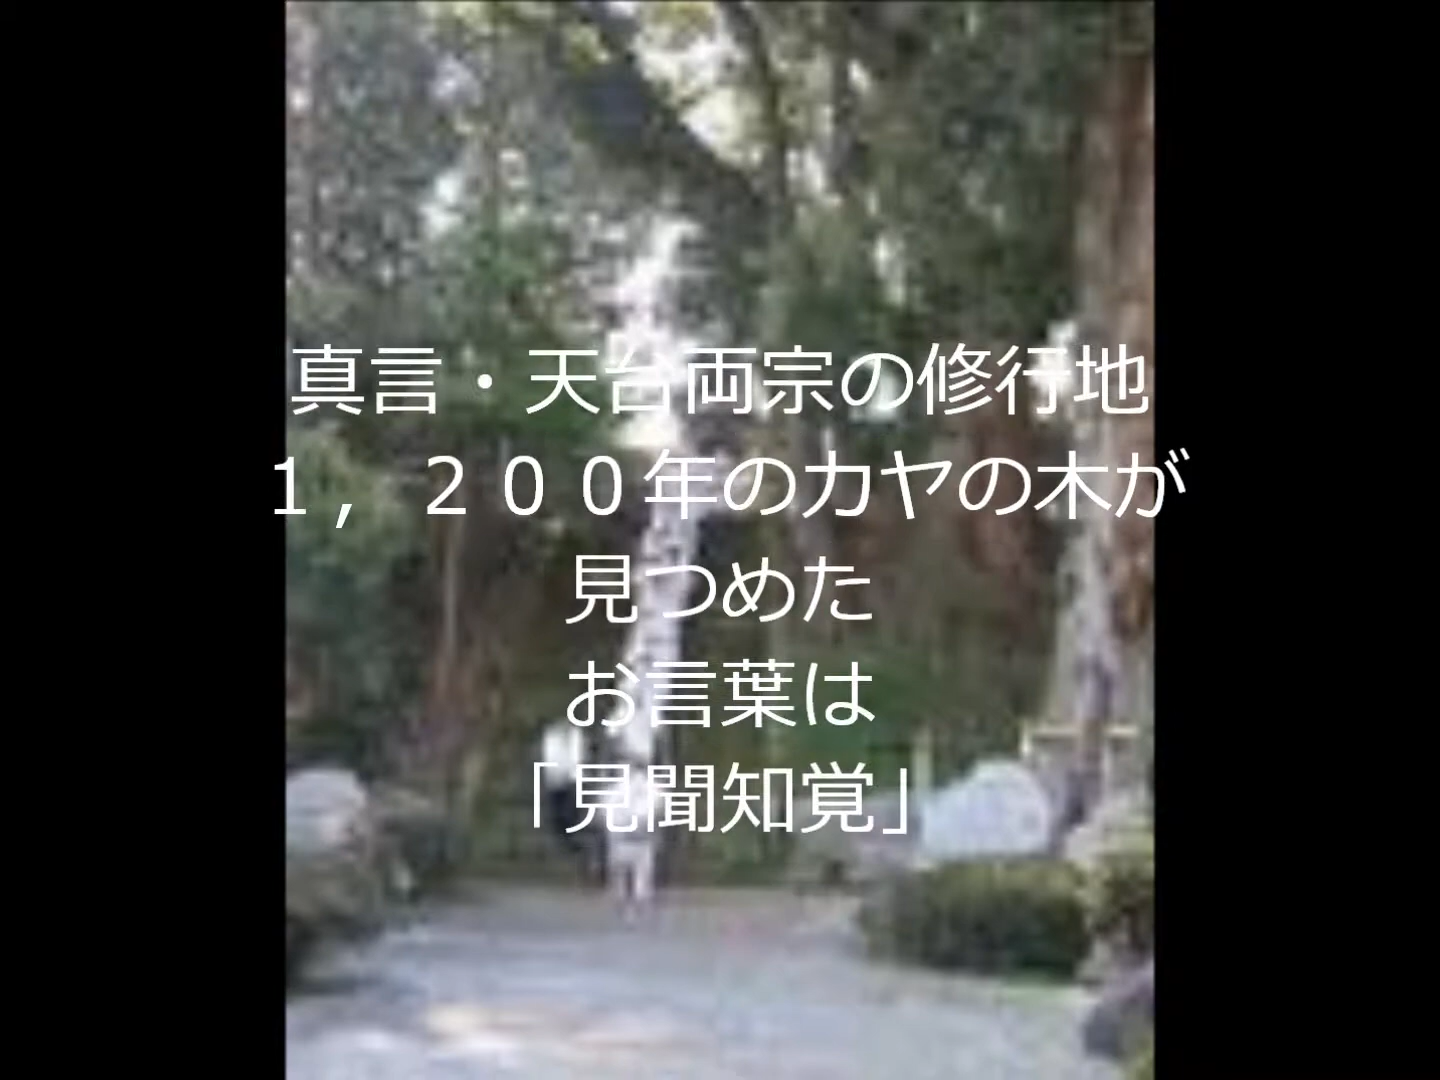 真言・天台両宗の修行地
１，２００年のカヤの木が
見つめた
お言葉は
「見聞知覚」